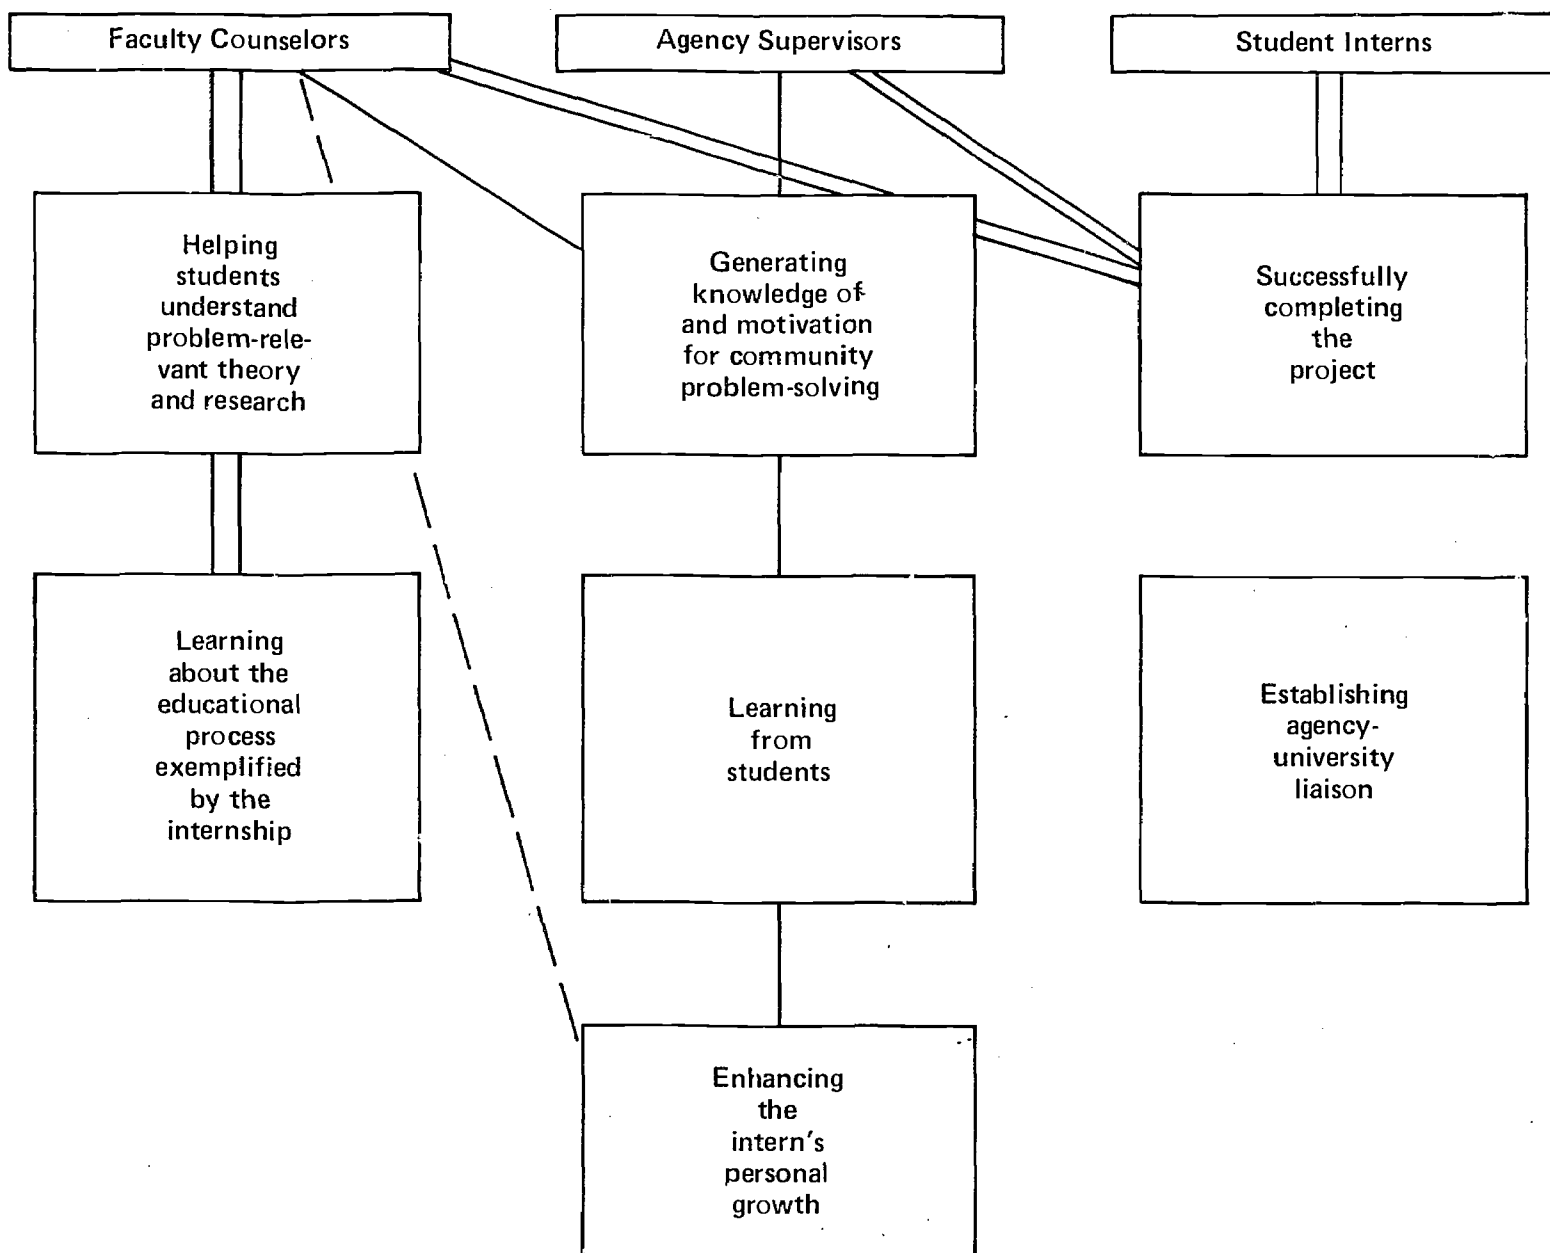 Faculty Counselors
Agency Supervisors
Student Interns
Helping
students
understand
problem-rele-
vant theory
and research
Generating
knowledge of
and motivation
for community
problem-solving
Successfully
completing
the
project
Learning
about the
educational
process
exemplified
by the
internship
Learning
from
students
Establishing
agency-
university
liaison
Enhancing
the
intern's
personal
growth